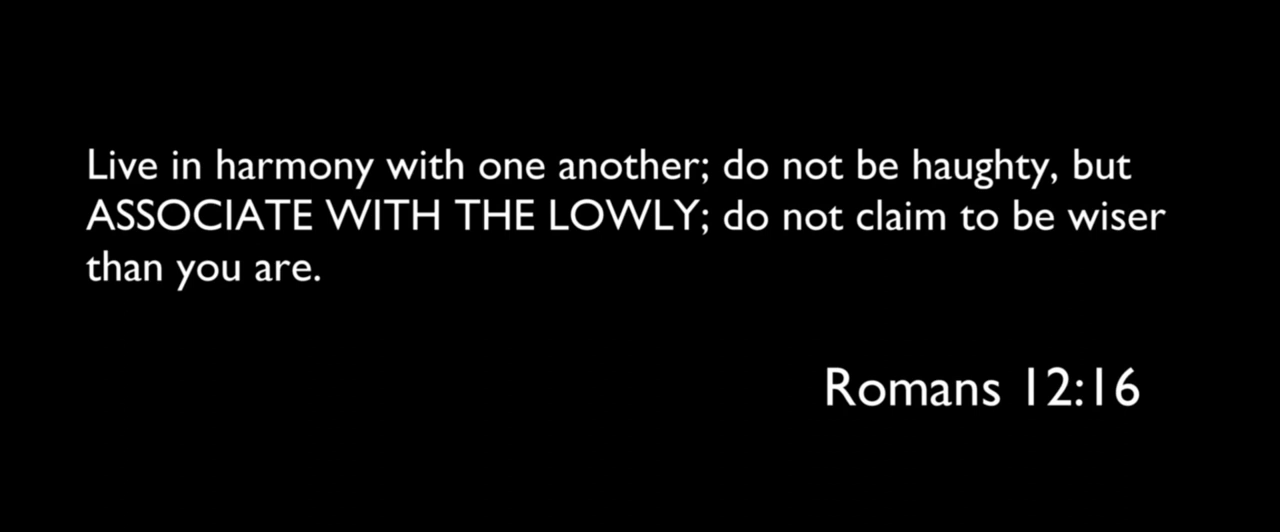 Live in harmony with one another; do not be haughty, but
ASSOCIATE WITH THE LOWLY; do not claim to be wiser
than you are.
Romans 12:16